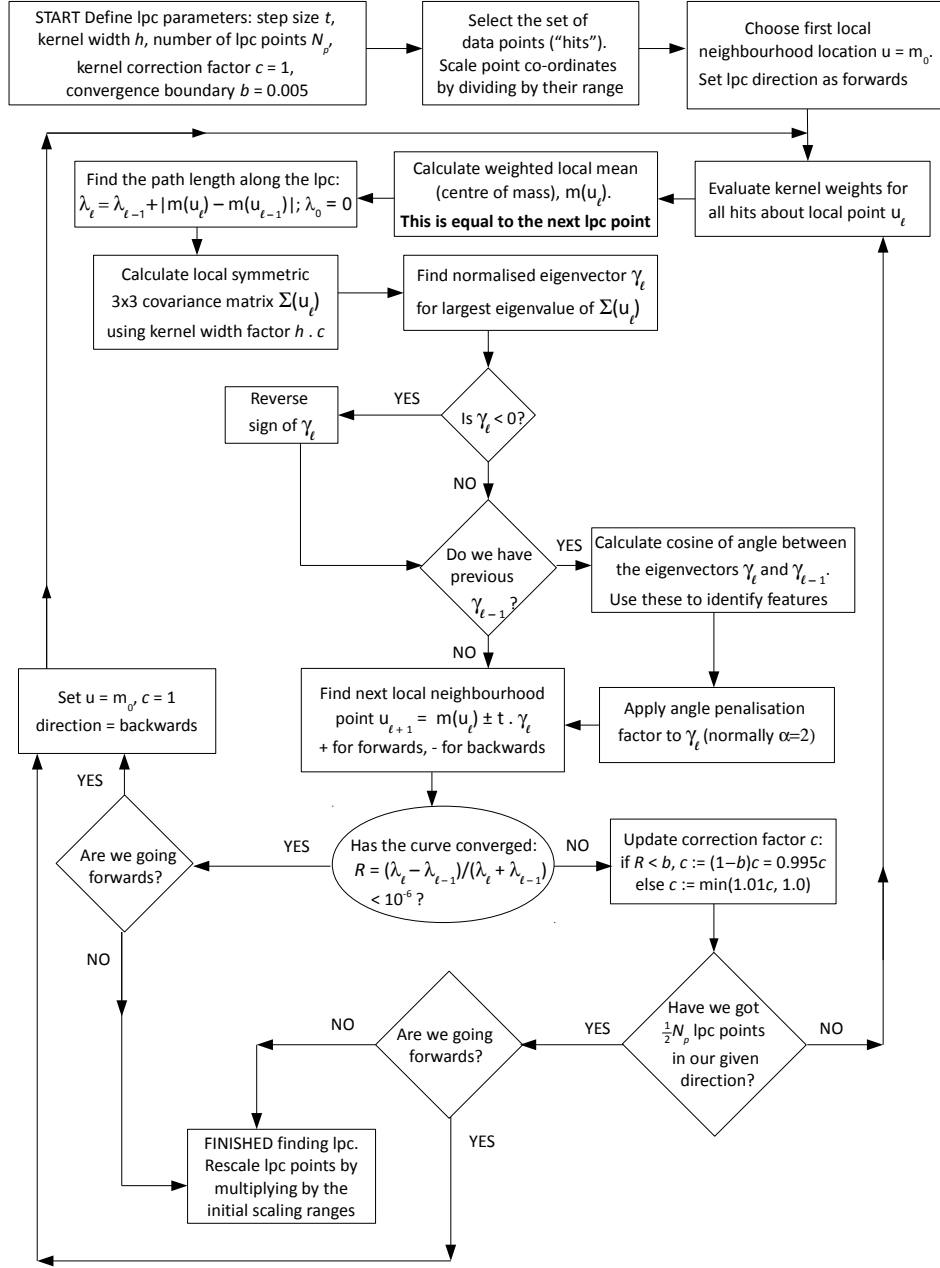 START Define lpc parameters: step size t,
kernel width h, number of lpc points Nₚ,
kernel correction factor c = 1,
convergence boundary b = 0.005
Select the set
of data points (“hits”).
Scale point co-ordinates
by dividing by their range
Choose first local
neighbourhood location u = m₀.
Set lpc direction as forwards
Evaluate kernel weights for
all hits about local point u_ℓ
Calculate weighted local mean
(centre of mass), m(u_ℓ).
This is equal to the next lpc point
Find the path length along the lpc:
λ_ℓ = λ_ℓ₋₁ + |m(u_ℓ) − m(u_ℓ₋₁)|; λ₀ = 0
Calculate local symmetric
3x3 covariance matrix Σ(u_ℓ)
using kernel width factor h . c
Find normalised eigenvector γ_ℓ
for largest eigenvalue of Σ(u_ℓ)
Is γ_ℓ < 0?
YES
Reverse
sign of γ_ℓ
NO
Do we have
previous
γ_ℓ₋₁ ?
YES
Calculate cosine of angle between
the eigenvectors γ_ℓ and γ_ℓ₋₁.
Use these to identify features
NO
Apply angle penalisation
factor to γ_ℓ (normally α=2)
Find next local neighbourhood
point u_ℓ₊₁ = m(u_ℓ) ± t . γ_ℓ
+ for forwards, - for backwards
Set u = m₀, c = 1
direction = backwards
YES
Are we going
forwards?
YES
Has the curve converged:
R = (λ_ℓ − λ_ℓ₋₁)/(λ_ℓ + λ_ℓ₋₁)
< 10⁻⁶ ?
NO
Update correction factor c:
if R < b, c := (1−b)c = 0.995c
else c := min(1.01c, 1.0)
NO
Have we got
½Nₚ lpc points
in our given
direction?
NO
YES
Are we going
forwards?
NO
YES
FINISHED finding lpc.
Rescale lpc points by
multiplying by the
initial scaling ranges